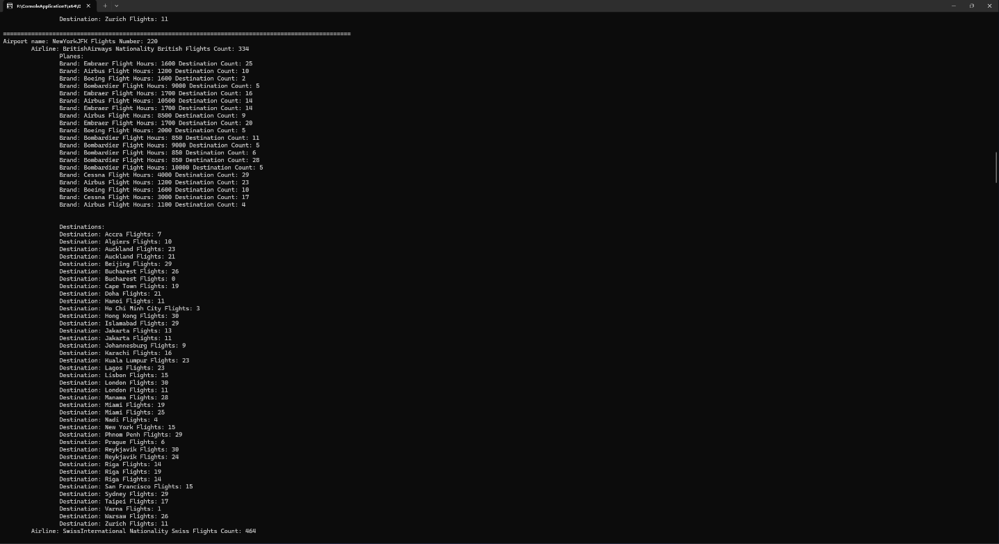 F:\ConsoleApplication1\x64\D
Destination: Zurich Flights: 11
====================================================================================================
Airport name: NewYorkJFK Flights Number: 220
Airline: BritishAirways Nationality British Flights Count: 334
Planes:
Brand: Embraer Flight Hours: 1600 Destination Count: 25
Brand: Airbus Flight Hours: 1200 Destination Count: 10
Brand: Boeing Flight Hours: 1600 Destination Count: 2
Brand: Bombardier Flight Hours: 9000 Destination Count: 5
Brand: Embraer Flight Hours: 1700 Destination Count: 16
Brand: Airbus Flight Hours: 10500 Destination Count: 14
Brand: Embraer Flight Hours: 1700 Destination Count: 14
Brand: Airbus Flight Hours: 8500 Destination Count: 9
Brand: Embraer Flight Hours: 1700 Destination Count: 20
Brand: Boeing Flight Hours: 2000 Destination Count: 5
Brand: Bombardier Flight Hours: 850 Destination Count: 11
Brand: Bombardier Flight Hours: 9000 Destination Count: 5
Brand: Bombardier Flight Hours: 850 Destination Count: 6
Brand: Bombardier Flight Hours: 850 Destination Count: 28
Brand: Bombardier Flight Hours: 10000 Destination Count: 5
Brand: Cessna Flight Hours: 4000 Destination Count: 29
Brand: Airbus Flight Hours: 1200 Destination Count: 23
Brand: Boeing Flight Hours: 1600 Destination Count: 10
Brand: Cessna Flight Hours: 3000 Destination Count: 17
Brand: Airbus Flight Hours: 1100 Destination Count: 4
Destinations:
Destination: Accra Flights: 7
Destination: Algiers Flights: 10
Destination: Auckland Flights: 23
Destination: Auckland Flights: 21
Destination: Beijing Flights: 29
Destination: Bucharest Flights: 26
Destination: Bucharest Flights: 0
Destination: Cape Town Flights: 19
Destination: Doha Flights: 21
Destination: Hanoi Flights: 11
Destination: Ho Chi Minh City Flights: 3
Destination: Hong Kong Flights: 30
Destination: Islamabad Flights: 29
Destination: Jakarta Flights: 13
Destination: Jakarta Flights: 11
Destination: Johannesburg Flights: 9
Destination: Karachi Flights: 16
Destination: Kuala Lumpur Flights: 23
Destination: Lagos Flights: 23
Destination: Lisbon Flights: 15
Destination: London Flights: 30
Destination: London Flights: 11
Destination: Manama Flights: 28
Destination: Miami Flights: 19
Destination: Miami Flights: 25
Destination: Nadi Flights: 4
Destination: New York Flights: 15
Destination: Phnom Penh Flights: 29
Destination: Prague Flights: 6
Destination: Reykjavik Flights: 30
Destination: Reykjavik Flights: 24
Destination: Riga Flights: 14
Destination: Riga Flights: 19
Destination: Riga Flights: 14
Destination: San Francisco Flights: 15
Destination: Sydney Flights: 29
Destination: Taipei Flights: 17
Destination: Varna Flights: 1
Destination: Warsaw Flights: 26
Destination: Zurich Flights: 11
Airline: SwissInternational Nationality Swiss Flights Count: 464